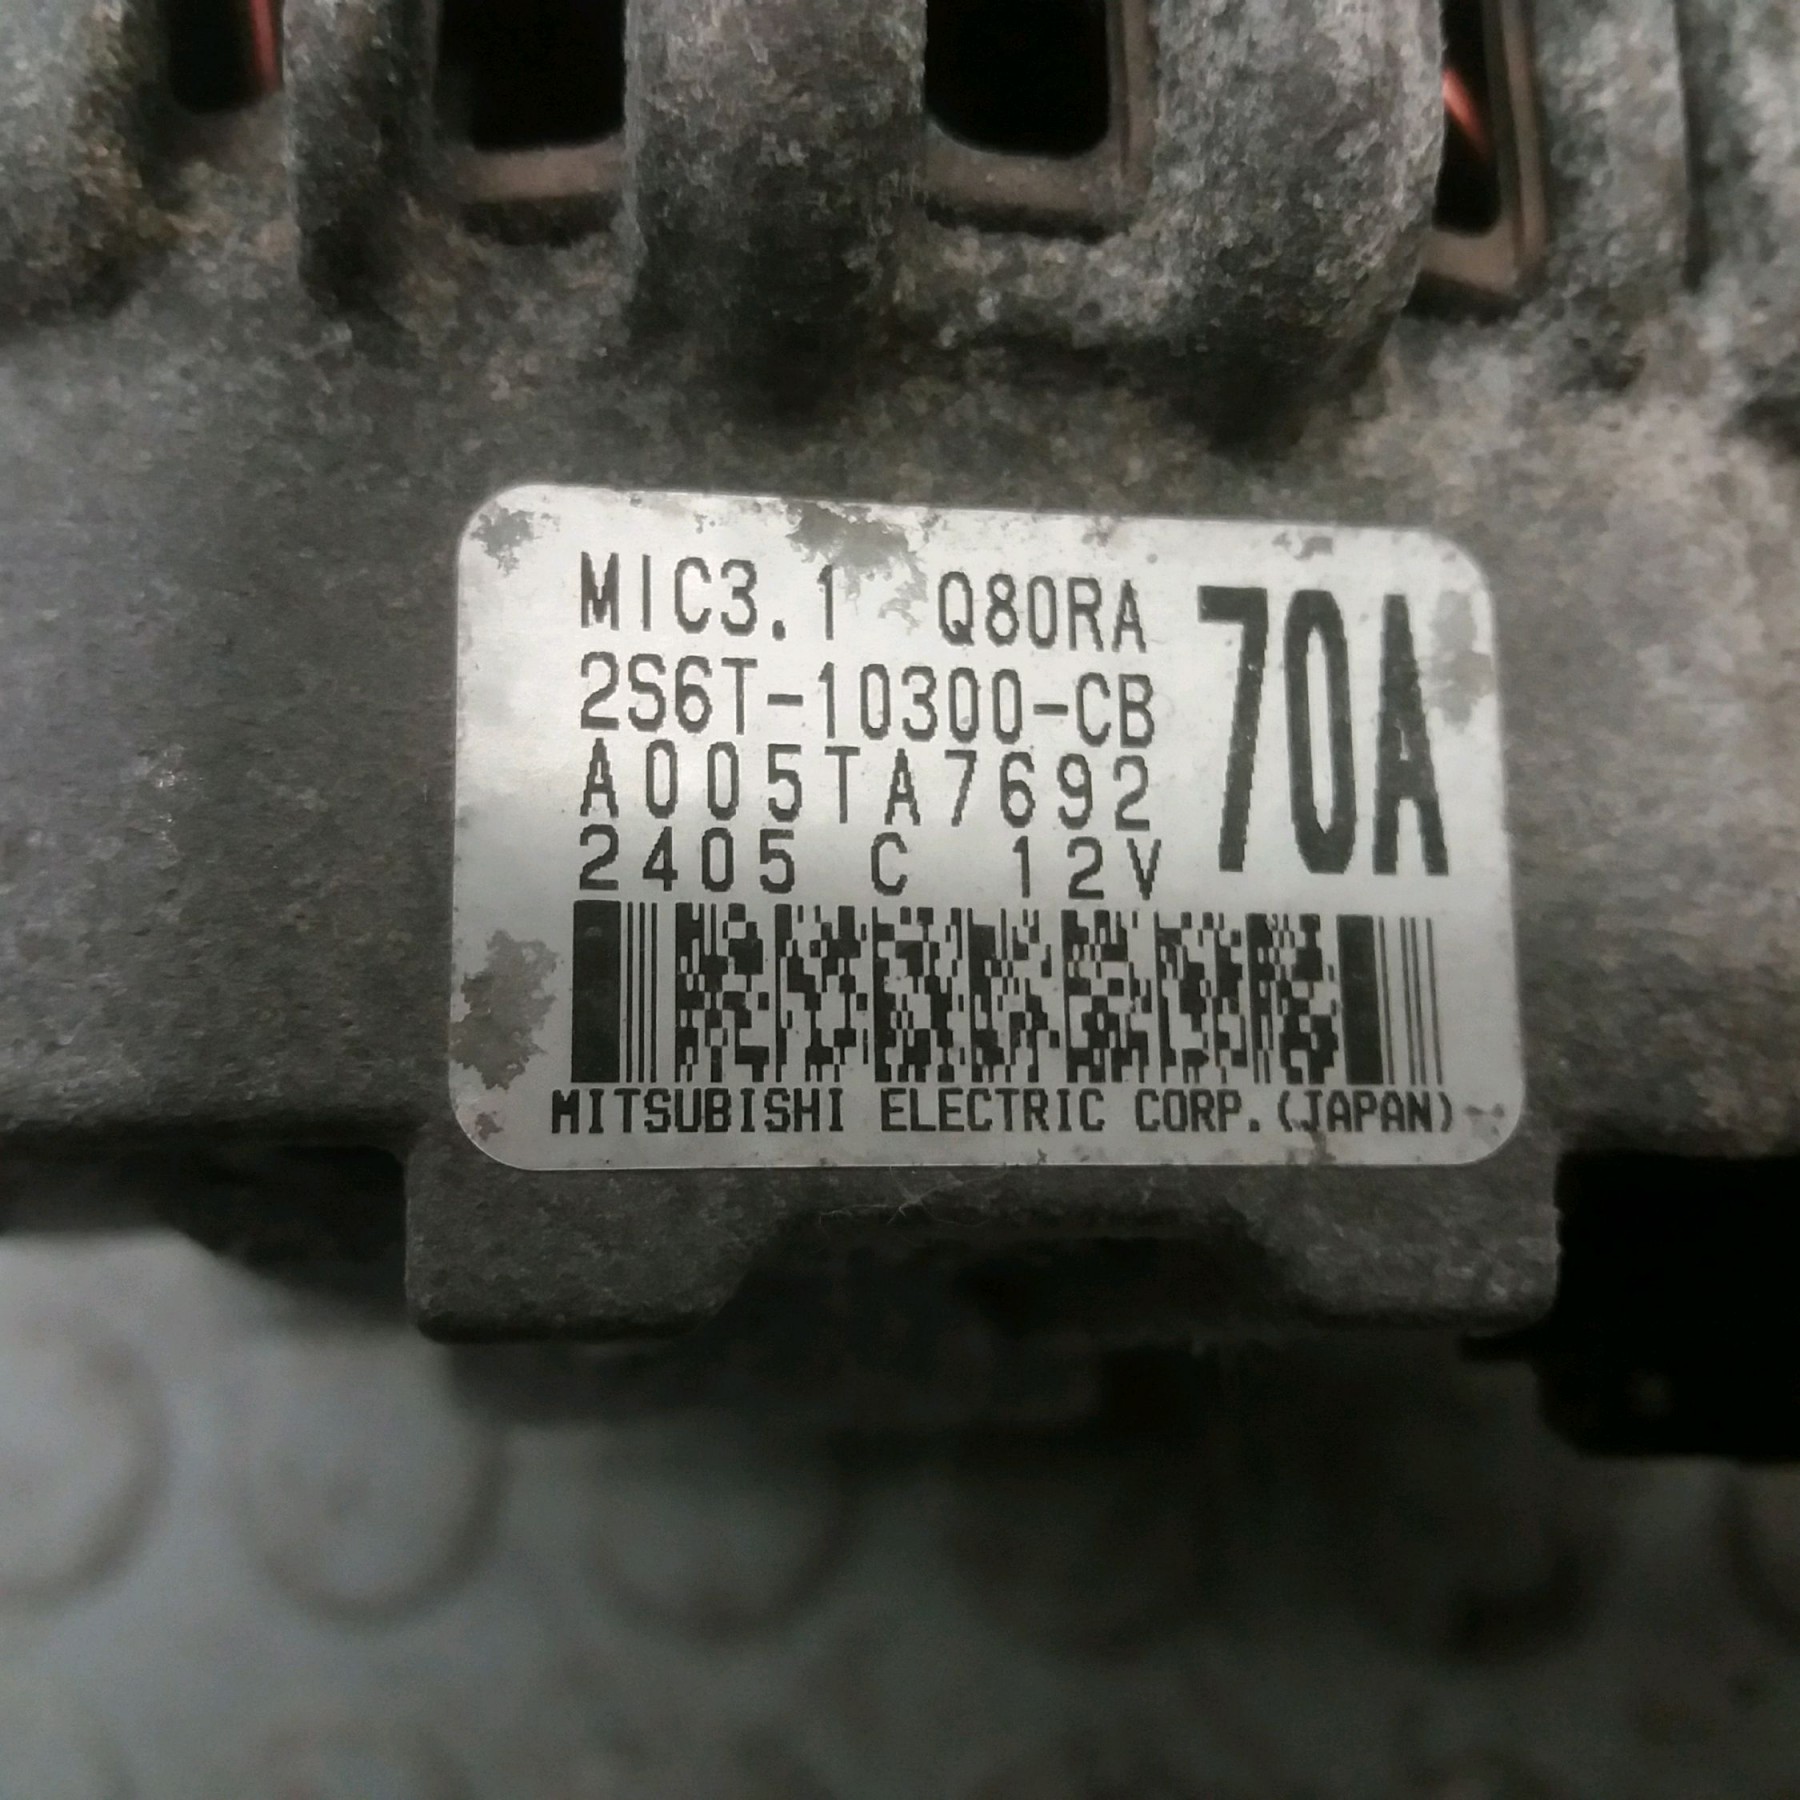 MIC3.1 Q80RA 70A
2S6T-10300-CB
A005TA7692
2405 C 12V
MITSUBISHI ELECTRIC CORP.(JAPAN)